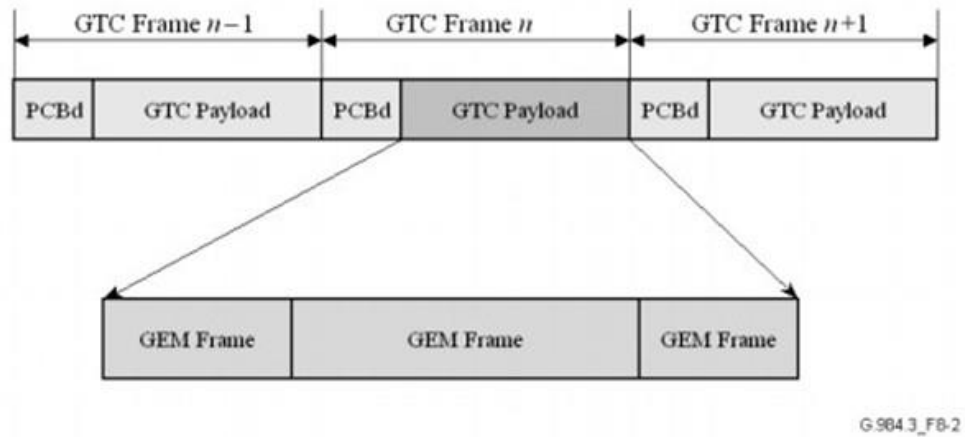 GTC Frame n−1 GTC Frame n GTC Frame n+1
PCBd GTC Payload PCBd GTC Payload PCBd GTC Payload
GEM Frame GEM Frame GEM Frame
G.984.3_F8-2